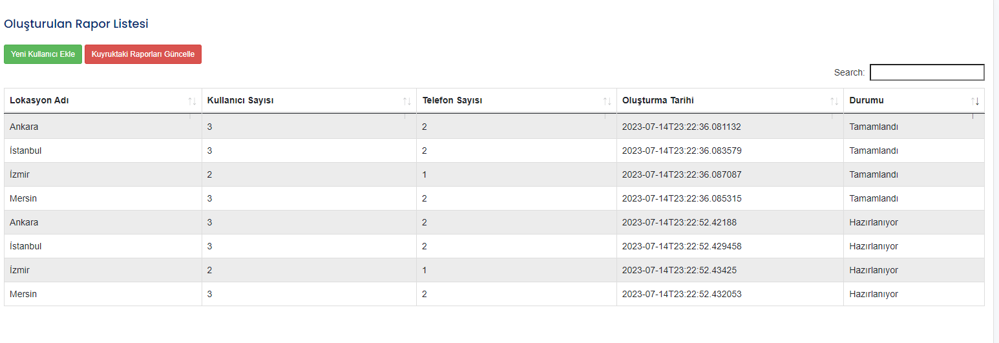 Oluşturulan Rapor Listesi
Yeni Kullanıcı Ekle Kuyruktaki Raporları Güncelle
Search:
Lokasyon Adı Kullanıcı Sayısı Telefon Sayısı Oluşturma Tarihi Durumu
Ankara 3 2 2023-07-14T23:22:36.081132 Tamamlandı
İstanbul 3 2 2023-07-14T23:22:36.083579 Tamamlandı
İzmir 2 1 2023-07-14T23:22:36.087087 Tamamlandı
Mersin 3 2 2023-07-14T23:22:36.085315 Tamamlandı
Ankara 3 2 2023-07-14T23:22:52.42188 Hazırlanıyor
İstanbul 3 2 2023-07-14T23:22:52.429458 Hazırlanıyor
İzmir 2 1 2023-07-14T23:22:52.43425 Hazırlanıyor
Mersin 3 2 2023-07-14T23:22:52.432053 Hazırlanıyor